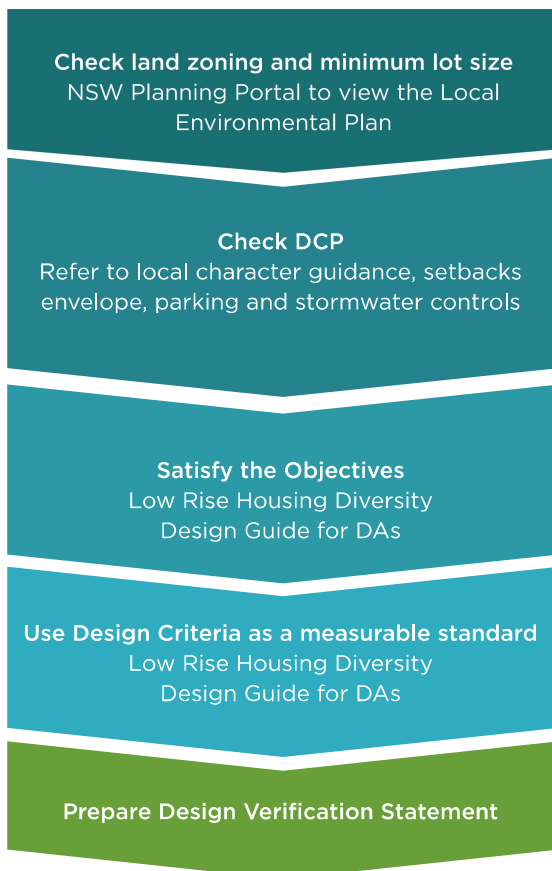 Check land zoning and minimum lot size
NSW Planning Portal to view the Local
Environmental Plan
Check DCP
Refer to local character guidance, setbacks
envelope, parking and stormwater controls
Satisfy the Objectives
Low Rise Housing Diversity
Design Guide for DAs
Use Design Criteria as a measurable standard
Low Rise Housing Diversity
Design Guide for DAs
Prepare Design Verification Statement